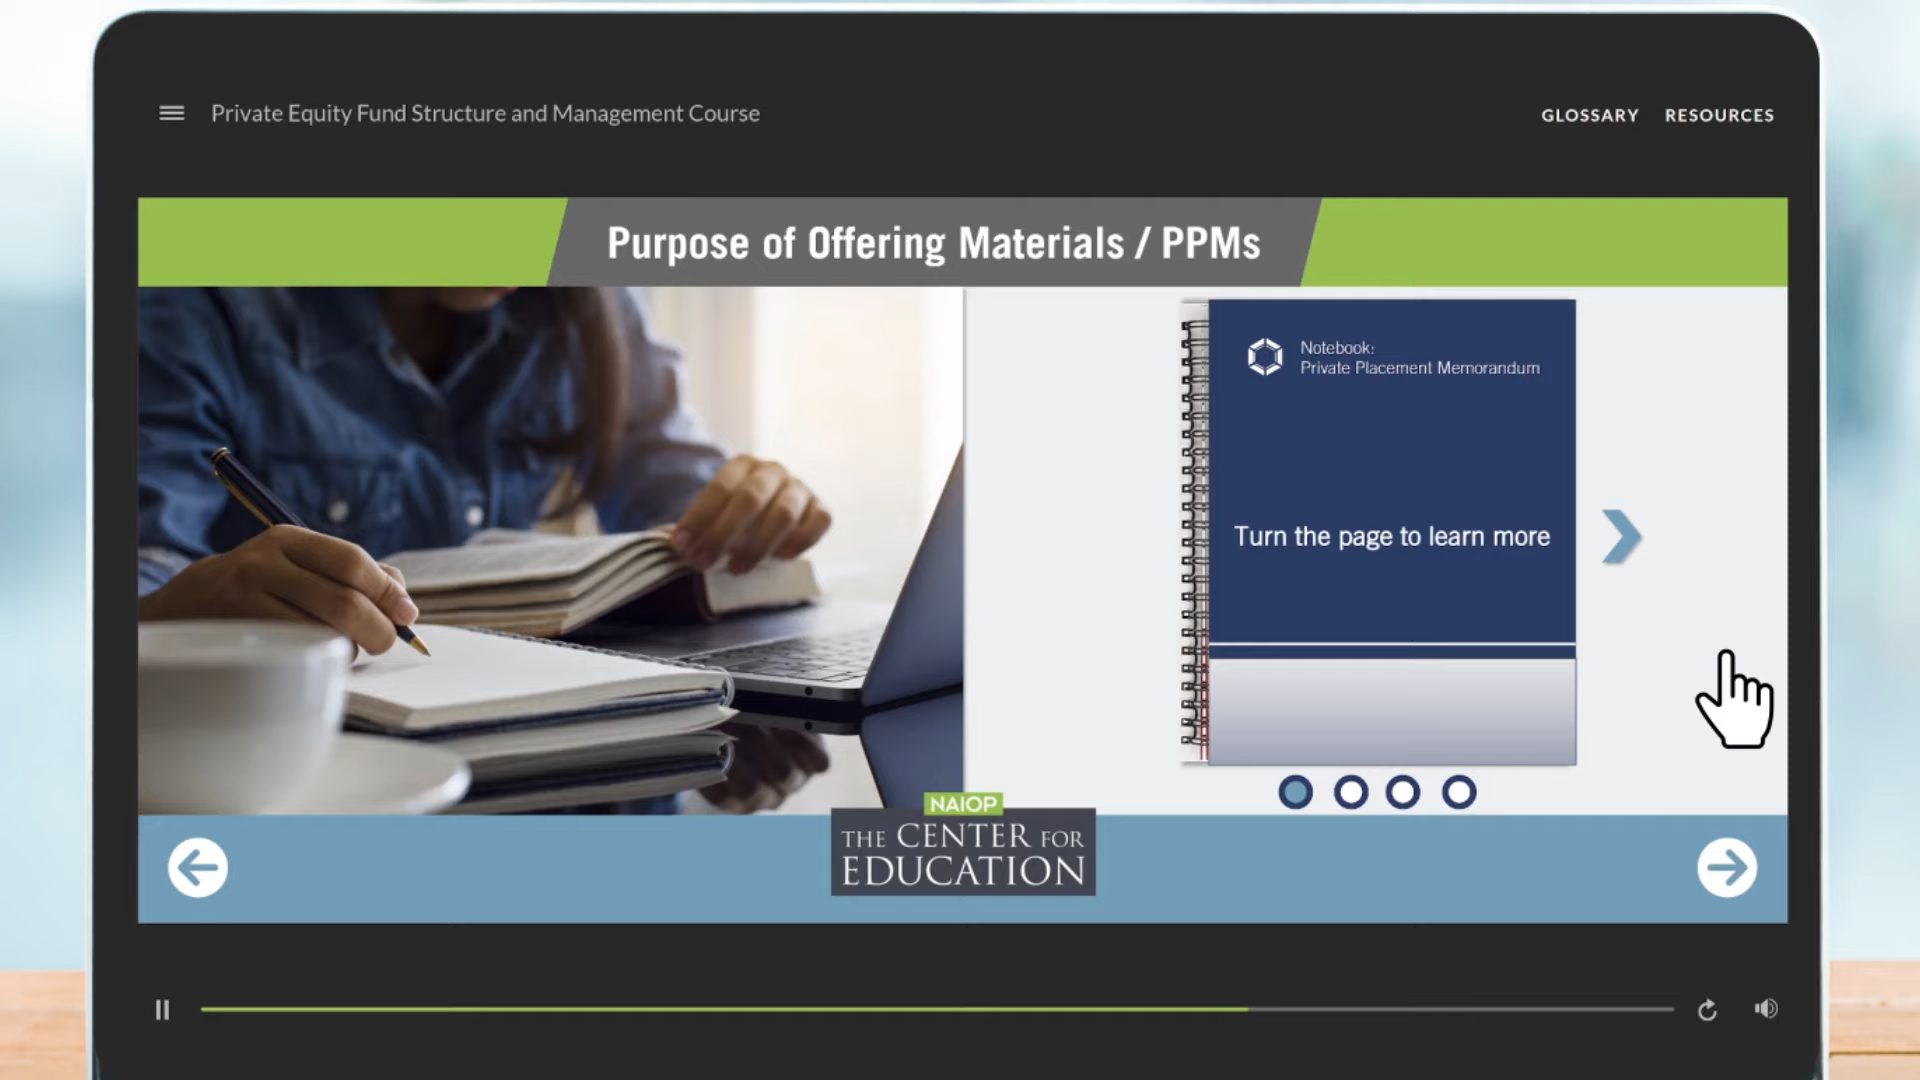 Private Equity Fund Structure and Management Course
GLOSSARY RESOURCES
Purpose of Offering Materials / PPMs
Notebook:
Private Placement Memorandum
Turn the page to learn more
NAIOP
THE CENTER FOR
EDUCATION